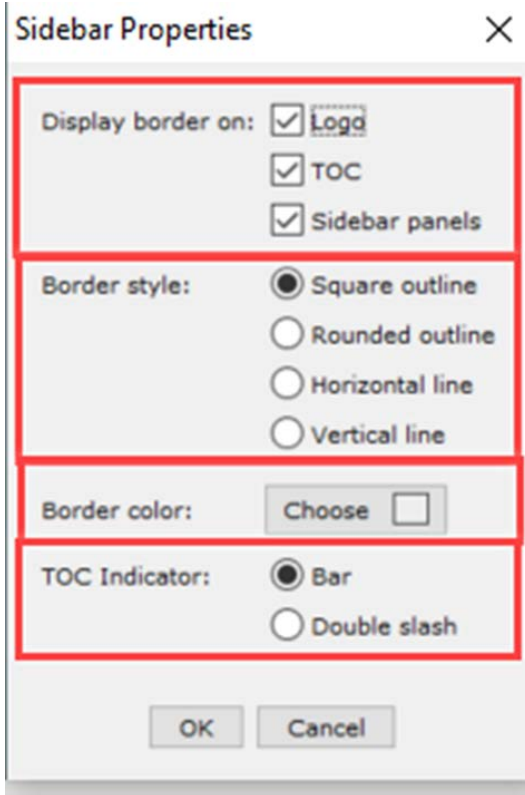 Sidebar Properties
Display border on: Logo
TOC
Sidebar panels
Border style: Square outline
Rounded outline
Horizontal line
Vertical line
Border color: Choose
TOC Indicator: Bar
Double slash
OK Cancel